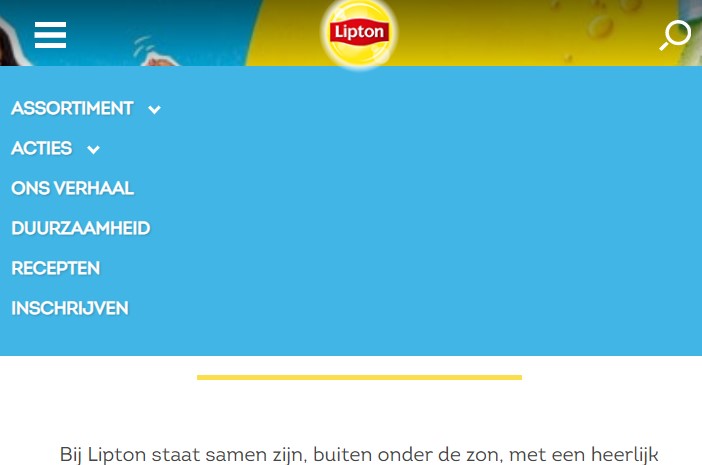 Lipton
ASSORTIMENT
ACTIES
ONS VERHAAL
DUURZAAMHEID
RECEPTEN
INSCHRIJVEN
Bij Lipton staat samen zijn, buiten onder de zon, met een heerlijk